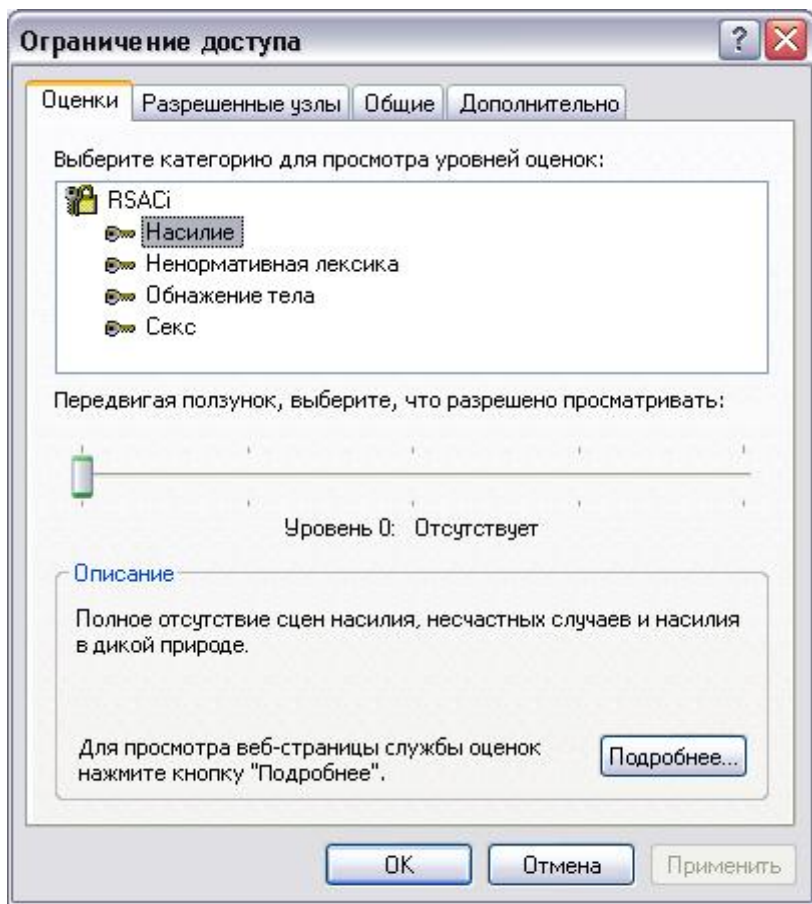 Ограничение доступа
Оценки Разрешенные узлы Общие Дополнительно
Выберите категорию для просмотра уровней оценок:
RSACi
Насилие
Ненормативная лексика
Обнажение тела
Секс
Передвигая ползунок, выберите, что разрешено просматривать:
Уровень 0: Отсутствует
Описание
Полное отсутствие сцен насилия, несчастных случаев и насилия
в дикой природе.
Для просмотра веб-страницы службы оценок
нажмите кнопку "Подробнее".
Подробнее...
OK Отмена Применить